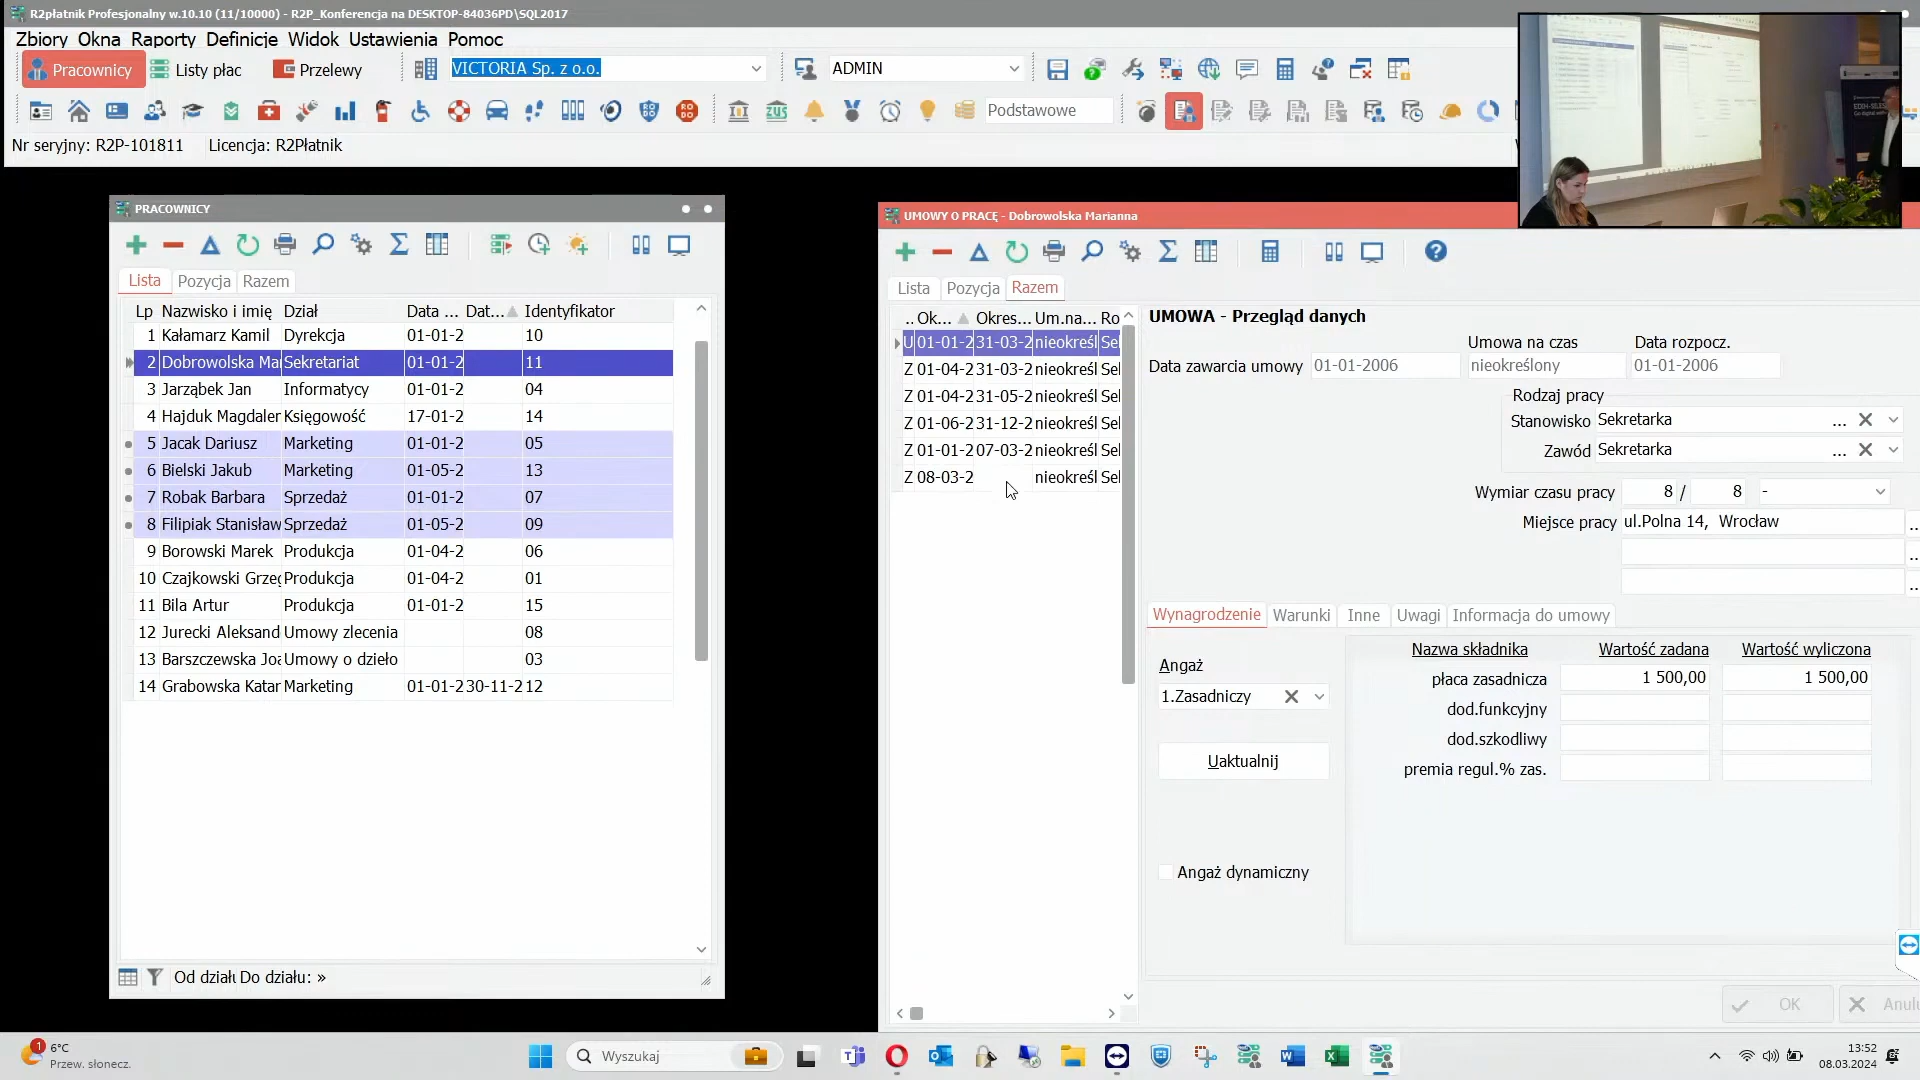 R2płatnik Profesjonalny w.10.10 (11/10000) - R2P_Konferencja na DESKTOP-84036PD\SQL2017
Zbiory Okna Raporty Definicje Widok Ustawienia Pomoc
Pracownicy Listy płac Przelewy VICTORIA Sp. z o.o. ADMIN
Podstawowe
Nr seryjny: R2P-101811 Licencja: R2Płatnik
PRACOWNICY
Lista Pozycja Razem
Lp Nazwisko i imię Dział Data ... Dat... Identyfikator
1 Kałamarz Kamil Dyrekcja 01-01-2 10
2 Dobrowolska Ma Sekretariat 01-01-2 11
3 Jarząbek Jan Informatycy 01-01-2 04
4 Hajduk Magdaler Księgowość 17-01-2 14
5 Jacak Dariusz Marketing 01-01-2 05
6 Bielski Jakub Marketing 01-05-2 13
7 Robak Barbara Sprzedaż 01-01-2 07
8 Filipiak Stanisław Sprzedaż 01-05-2 09
9 Borowski Marek Produkcja 01-04-2 06
10 Czajkowski Grzeg Produkcja 01-04-2 01
11 Bila Artur Produkcja 01-01-2 15
12 Jurecki Aleksand Umowy zlecenia 08
13 Barszczewska Joa Umowy o dzieło 03
14 Grabowska Katar Marketing 01-01-2 30-11-2 12
Od działu Do działu: »
UMOWY O PRACĘ - Dobrowolska Marianna
Lista Pozycja Razem
.. Ok... Okres... Um.na... Ro
U 01-01-2 31-03-2 nieokreśl Sel
Z 01-04-2 31-03-2 nieokreśl Sel
Z 01-04-2 31-05-2 nieokreśl Sel
Z 01-06-2 31-12-2 nieokreśl Sel
Z 01-01-2 07-03-2 nieokreśl Sel
Z 08-03-2 nieokreśl Sel
UMOWA - Przegląd danych
Umowa na czas Data rozpocz.
Data zawarcia umowy 01-01-2006 nieokreślony 01-01-2006
Rodzaj pracy
Stanowisko Sekretarka ...
Zawód Sekretarka ...
Wymiar czasu pracy 8 / 8 -
Miejsce pracy ul.Polna 14, Wrocław ..
..
..
Wynagrodzenie Warunki Inne Uwagi Informacja do umowy
Nazwa składnika Wartość zadana Wartość wyliczona
Angaż
płaca zasadnicza 1 500,00 1 500,00
1.Zasadniczy
dod.funkcyjny
dod.szkodliwy
Uaktualnij
premia regul.% zas.
Angaż dynamiczny
OK Anulu
1 6°C
Przew. słonecz.
Wyszukaj
13:52
08.03.2024